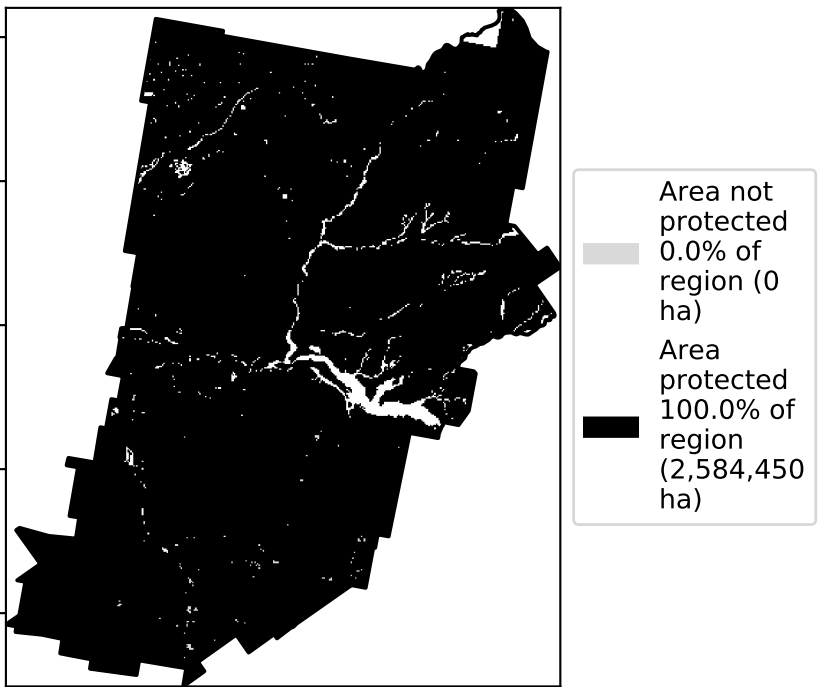 Area not
protected
0.0% of
region (0
ha)
Area
protected
100.0% of
region
(2,584,450
ha)